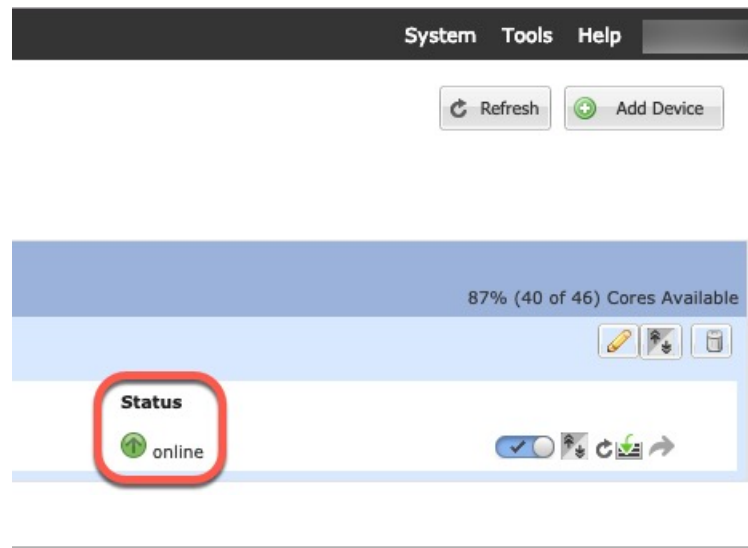 System Tools Help
Refresh Add Device
87% (40 of 46) Cores Available
Status
online